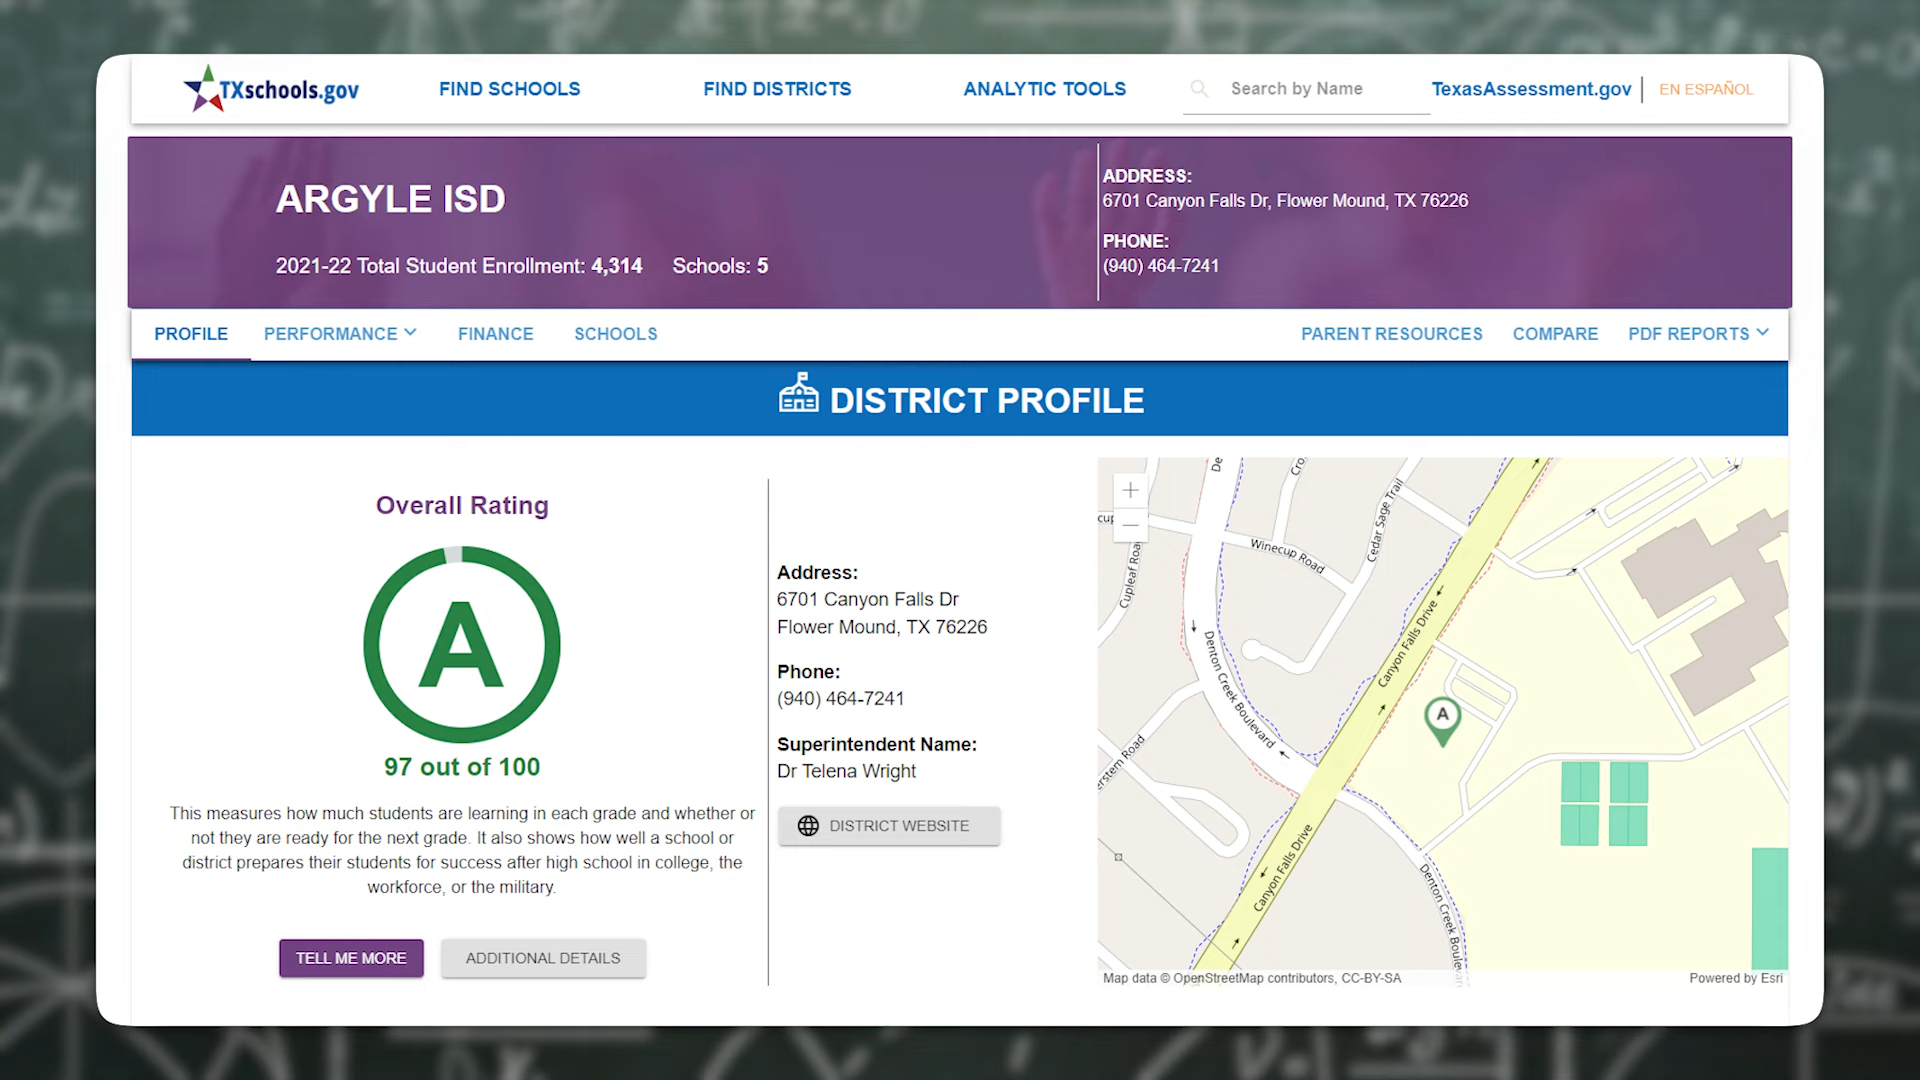 TXschools.gov
FIND SCHOOLS
FIND DISTRICTS
ANALYTIC TOOLS
Search by Name
TexasAssessment.gov
EN ESPAÑOL
ARGYLE ISD
2021-22 Total Student Enrollment: 4,314 Schools: 5
ADDRESS:
6701 Canyon Falls Dr, Flower Mound, TX 76226
PHONE:
(940) 464-7241
PROFILE
PERFORMANCE
FINANCE
SCHOOLS
PARENT RESOURCES
COMPARE
PDF REPORTS
DISTRICT PROFILE
Overall Rating
A
97 out of 100
This measures how much students are learning in each grade and whether or
not they are ready for the next grade. It also shows how well a school or
district prepares their students for success after high school in college, the
workforce, or the military.
TELL ME MORE
ADDITIONAL DETAILS
Address:
6701 Canyon Falls Dr
Flower Mound, TX 76226
Phone:
(940) 464-7241
Superintendent Name:
Dr Telena Wright
DISTRICT WEBSITE
+
−
De
Cro
cup
Cupleaf Roa
Winecup Road
Cedar Sage Trail
Canyon Falls Drive
Denton Creek Boulevard
A
erstem Road
Canyon Falls Drive
Denton Creek Boulevar
Map data © OpenStreetMap contributors, CC-BY-SA
Powered by Esri